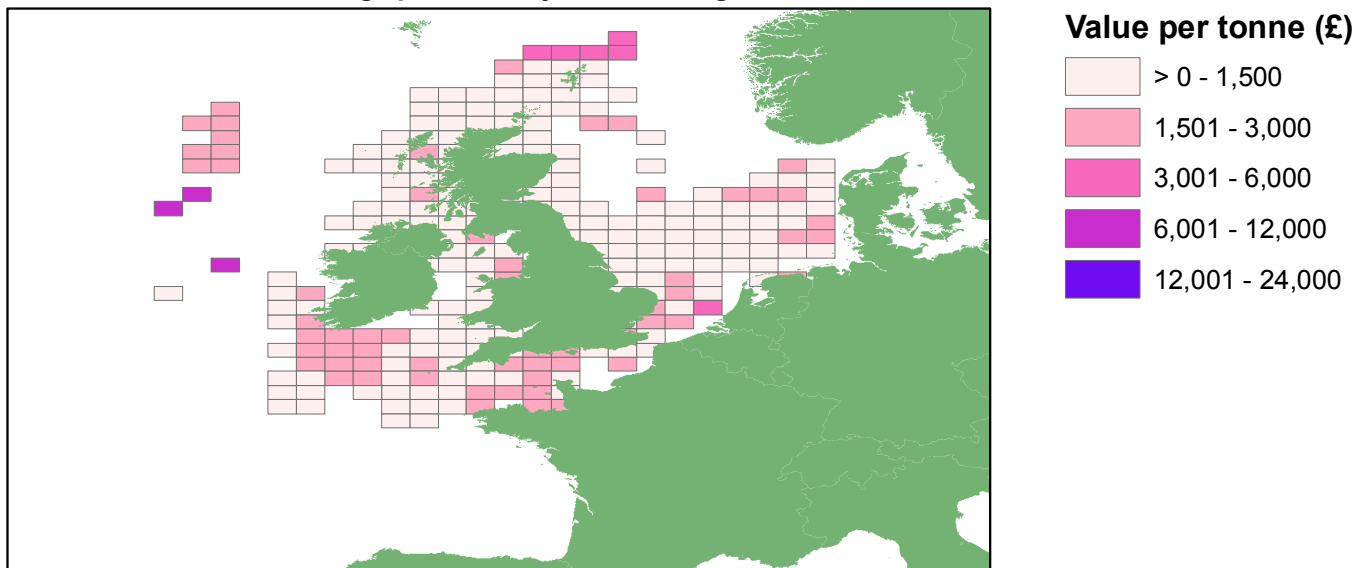 Value per tonne (£)
> 0 - 1,500
1,501 - 3,000
3,001 - 6,000
6,001 - 12,000
12,001 - 24,000